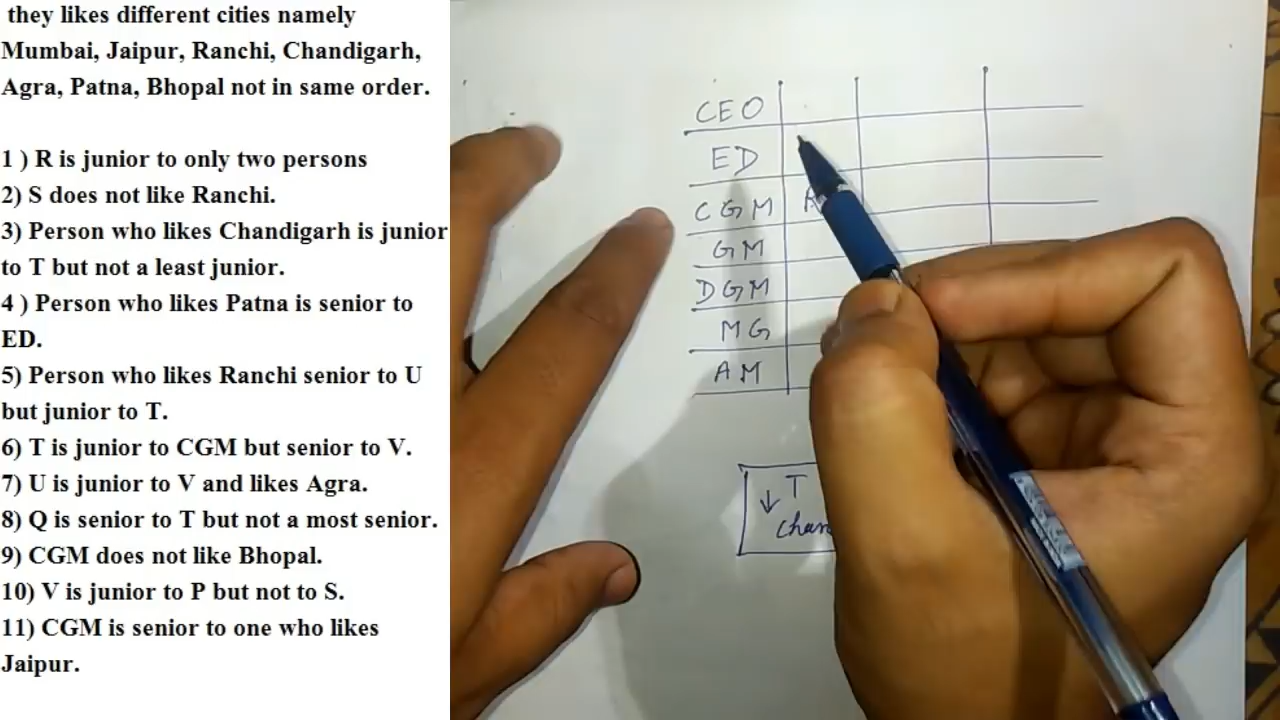 they likes different cities namely
Mumbai, Jaipur, Ranchi, Chandigarh,
Agra, Patna, Bhopal not in same order.
1 ) R is junior to only two persons
2) S does not like Ranchi.
3) Person who likes Chandigarh is junior
to T but not a least junior.
4 ) Person who likes Patna is senior to
ED.
5) Person who likes Ranchi senior to U
but junior to T.
6) T is junior to CGM but senior to V.
7) U is junior to V and likes Agra.
8) Q is senior to T but not a most senior.
9) CGM does not like Bhopal.
10) V is junior to P but not to S.
11) CGM is senior to one who likes
Jaipur.
CEO
ED
CGM
GM
DGM
MG
AM
↓ T